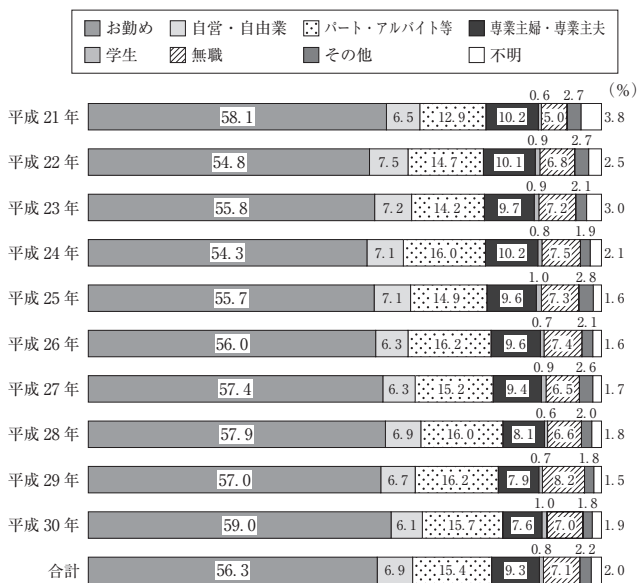 お勤め 自営・自由業 パート・アルバイト等 専業主婦・専業主夫
学生 無職 その他 不明
(%)
0.6 2.7
平成 21 年 58.1 6.5 12.9 10.2 5.0 3.8
0.9 2.7
平成 22 年 54.8 7.5 14.7 10.1 6.8 2.5
0.9 2.1
平成 23 年 55.8 7.2 14.2 9.7 7.2 3.0
0.8 1.9
平成 24 年 54.3 7.1 16.0 10.2 7.5 2.1
1.0 2.8
平成 25 年 55.7 7.1 14.9 9.6 7.3 1.6
0.7 2.1
平成 26 年 56.0 6.3 16.2 9.6 7.4 1.6
0.9 2.6
平成 27 年 57.4 6.3 15.2 9.4 6.5 1.7
0.6 2.0
平成 28 年 57.9 6.9 16.0 8.1 6.6 1.8
0.7 1.8
平成 29 年 57.0 6.7 16.2 7.9 8.2 1.5
1.0 1.8
平成 30 年 59.0 6.1 15.7 7.6 7.0 1.9
0.8 2.2
合計 56.3 6.9 15.4 9.3 7.1 2.0